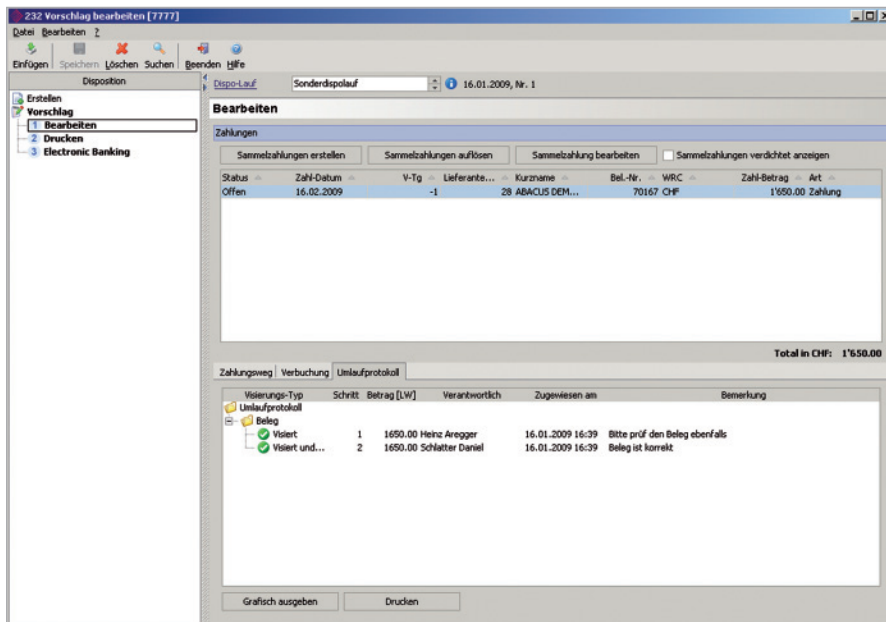 232 Vorschlag bearbeiten [7777]
Datei Bearbeiten ?
Einfügen Speichern Löschen Suchen Beenden Hilfe
Disposition
Erstellen
Vorschlag
1 Bearbeiten
2 Drucken
3 Electronic Banking
Dispo-Lauf Sonderdispolauf 16.01.2009, Nr. 1
Bearbeiten
Zahlungen
Sammelzahlungen erstellen Sammelzahlungen auflösen Sammelzahlung bearbeiten Sammelzahlungen verdichtet anzeigen
Status Zahl-Datum V-Tg Lieferante... Kurzname Bel.-Nr. WRC Zahl-Betrag Art
Offen 16.02.2009 -1 28 ABACUS DEM... 70167 CHF 1'650.00 Zahlung
Total in CHF: 1'650.00
Zahlungsweg Verbuchung Umlaufprotokoll
Visierungs-Typ Schritt Betrag [LW] Verantwortlich Zugewiesen am Bemerkung
Umlaufprotokoll
Beleg
Visiert 1 1650.00 Heinz Aregger 16.01.2009 16:39 Bitte prüf den Beleg ebenfalls
Visiert und... 2 1650.00 Schlatter Daniel 16.01.2009 16:39 Beleg ist korrekt
Grafisch ausgeben Drucken